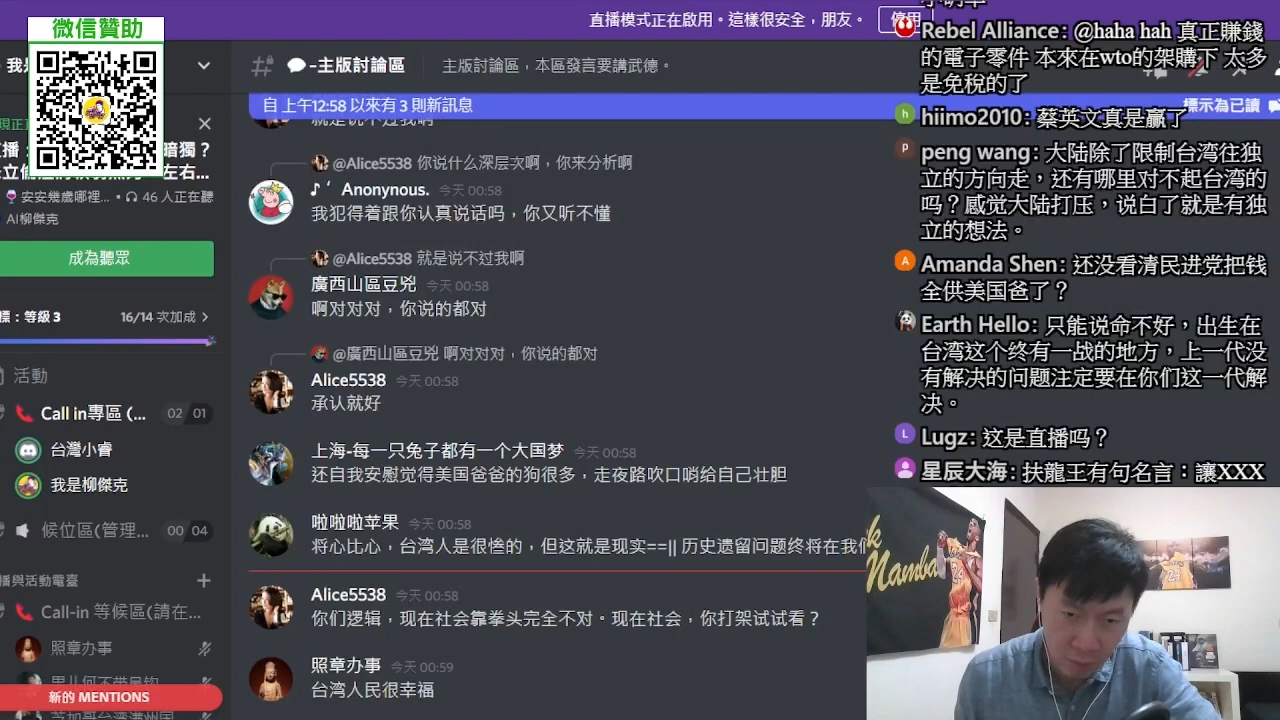 直播模式正在啟用。這樣很安全，朋友。
停用
微信贊助
-主版討論區
主版討論區，本區發言要講武德。
自 上午12:58 以來有 3 則新訊息
標示為已讀
安安幾歲哪裡... • 46 人正在聽
AI柳傑克
成為聽眾
標：等級 3
16/14 次加成
活動
Call in專區 (... 02 01
台灣小睿
我是柳傑克
候位區(管理... 00 04
播與活動電臺
Call-in 等候區(請在...
照章办事
新的 MENTIONS
@Alice5538 你说什么深层次啊，你来分析啊
Anonynous. 今天 00:58
我犯得着跟你认真说话吗，你又听不懂
@Alice5538 就是说不过我啊
廣西山區豆兇 今天 00:58
啊对对对，你说的都对
@廣西山區豆兇 啊对对对，你说的都对
Alice5538 今天 00:58
承认就好
上海-每一只兔子都有一个大国梦 今天 00:58
还自我安慰觉得美国爸爸的狗很多，走夜路吹口哨给自己壮胆
啦啦啦苹果 今天 00:58
将心比心，台湾人是很怆的，但这就是现实==|| 历史遗留问题终将在我们
Alice5538 今天 00:58
你们逻辑，现在社会靠拳头完全不对。现在社会，你打架试试看？
照章办事 今天 00:59
台湾人民很幸福
Rebel Alliance: @haha hah 真正賺錢
的電子零件 本來在wto的架購下 太多
是免稅的了
hiimo2010: 蔡英文真是赢了
peng wang: 大陆除了限制台湾往独
立的方向走，还有哪里对不起台湾的
吗？感觉大陆打压，说白了就是有独
立的想法。
Amanda Shen: 还没看清民进党把钱
全供美国爸了？
Earth Hello: 只能说命不好，出生在
台湾这个终有一战的地方，上一代没
有解决的问题注定要在你们这一代解
决。
Lugz: 这是直播吗？
星辰大海: 扶龍王有句名言：讓XXX
Mamba
24